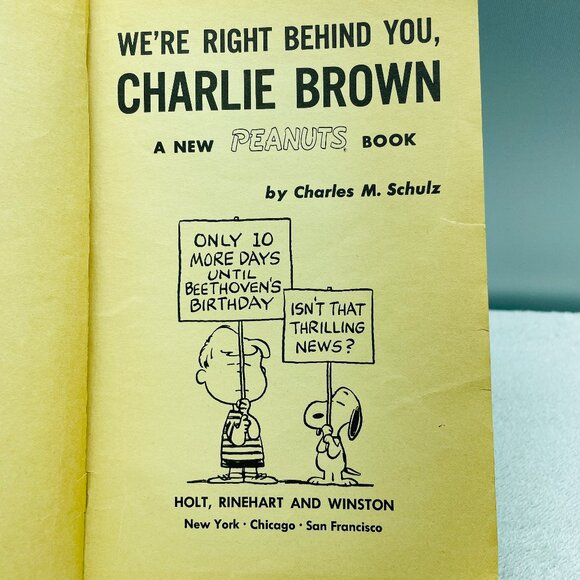 WE'RE RIGHT BEHIND YOU,
CHARLIE BROWN
A NEW PEANUTS BOOK
by Charles M. Schulz
ONLY 10
MORE DAYS
UNTIL
BEETHOVEN'S
BIRTHDAY
ISN'T THAT
THRILLING
NEWS?
HOLT, RINEHART AND WINSTON
New York · Chicago · San Francisco